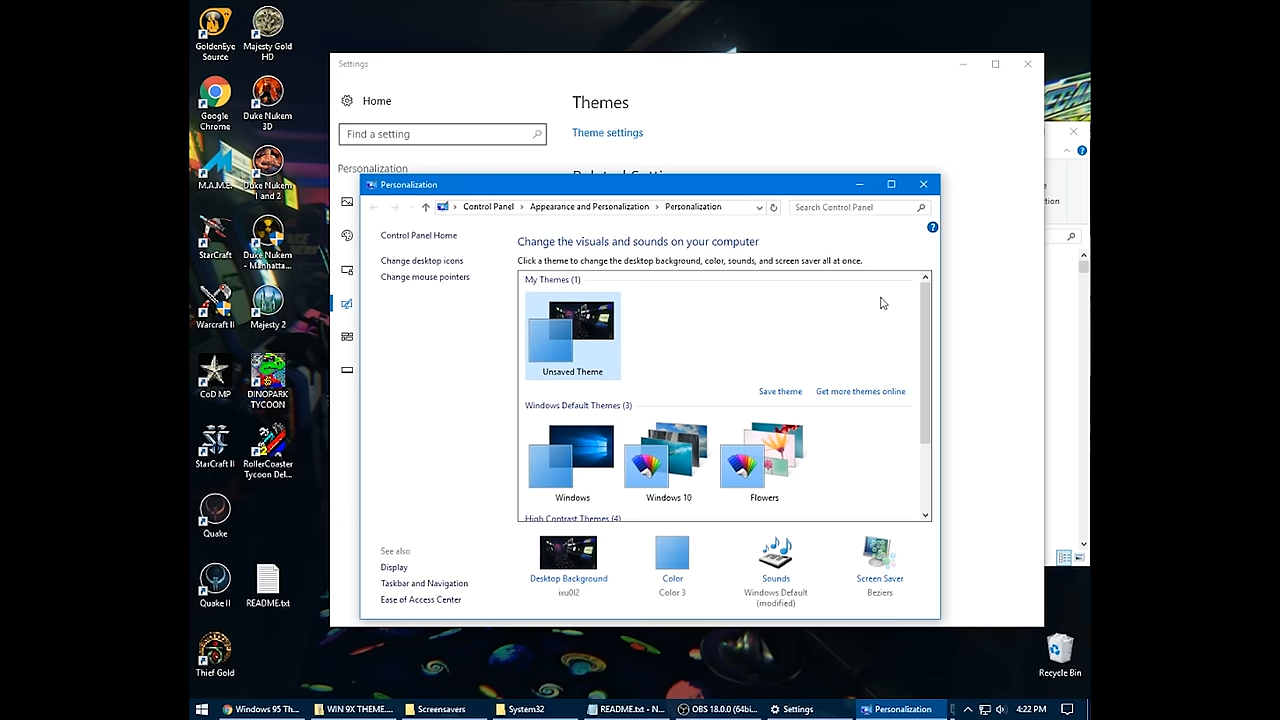 GoldenEye
Source
Majesty Gold
HD
Google
Chrome
Duke Nukem
3D
M.A.M.E.
Duke Nukem
1 and 2
StarCraft
Duke Nukem
- Manhatta...
Warcraft II
Majesty 2
CoD MP
DINOPARK
TYCOON
StarCraft II
RollerCoaster
Tycoon Del...
Quake
Quake II
README.txt
Thief Gold
Recycle Bin
Settings
Home
Find a setting
Personalization
Themes
Theme settings
Personalization
Control Panel
Appearance and Personalization
Personalization
Search Control Panel
Control Panel Home
Change desktop icons
Change mouse pointers
Change the visuals and sounds on your computer
Click a theme to change the desktop background, color, sounds, and screen saver all at once.
My Themes (1)
Unsaved Theme
Save theme
Get more themes online
Windows Default Themes (3)
Windows
Windows 10
Flowers
High Contrast Themes (4)
See also
Display
Taskbar and Navigation
Ease of Access Center
Desktop Background
Color
Color 3
Sounds
Windows Default
(modified)
Screen Saver
Beziers
Windows 95 Th...
WIN 9X THEME...
Screensavers
System32
README.txt - N...
OBS 18.0.0 (64bi...
Settings
Personalization
4:22 PM